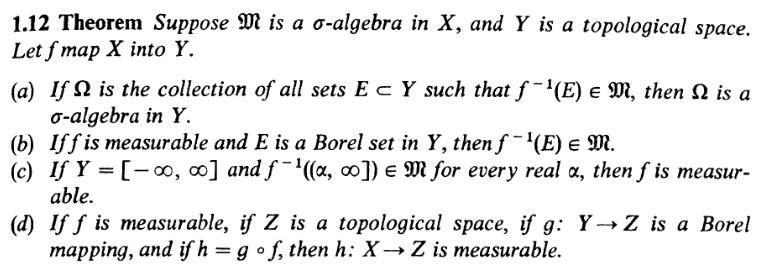 1.12 Theorem Suppose 𝔐 is a σ-algebra in X, and Y is a topological space.
Let f map X into Y.
(a) If Ω is the collection of all sets E ⊂ Y such that f⁻¹(E) ∈ 𝔐, then Ω is a
σ-algebra in Y.
(b) If f is measurable and E is a Borel set in Y, then f⁻¹(E) ∈ 𝔐.
(c) If Y = [−∞, ∞] and f⁻¹((α, ∞]) ∈ 𝔐 for every real α, then f is measur-
able.
(d) If f is measurable, if Z is a topological space, if g: Y → Z is a Borel
mapping, and if h = g ∘ f, then h: X → Z is measurable.